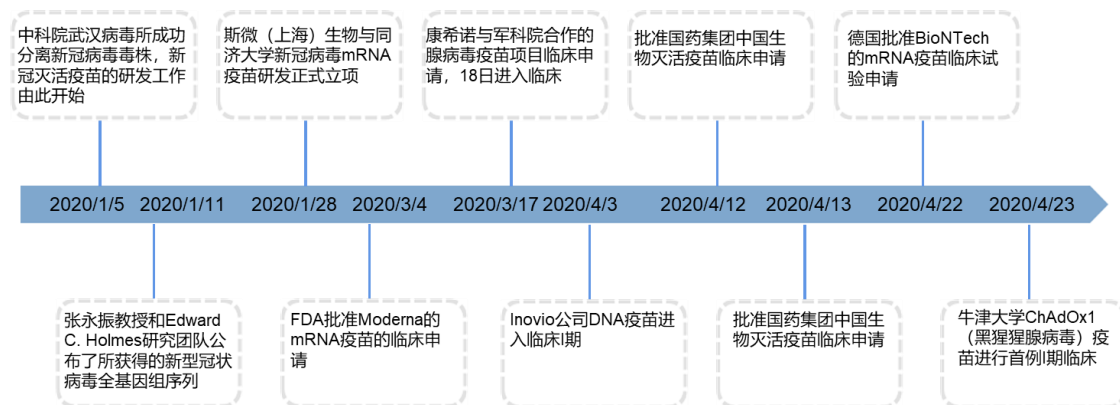 中科院武汉病毒所成功
分离新冠病毒毒株，新
冠灭活疫苗的研发工作
由此开始
斯微（上海）生物与同
济大学新冠病毒mRNA
疫苗研发正式立项
康希诺与军科院合作的
腺病毒疫苗项目临床申
请，18日进入临床
批准国药集团中国生
物灭活疫苗临床申请
德国批准BioNTech
的mRNA疫苗临床试
验申请
2020/1/5 2020/1/11 2020/1/28 2020/3/4 2020/3/17 2020/4/3 2020/4/12 2020/4/13 2020/4/22 2020/4/23
张永振教授和Edward
C. Holmes研究团队公
布了所获得的新型冠状
病毒全基因组序列
FDA批准Moderna的
mRNA疫苗的临床申
请
Inovio公司DNA疫苗进
入临床I期
批准国药集团中国生
物灭活疫苗临床申请
牛津大学ChAdOx1
（黑猩猩腺病毒）疫
苗进行首例I期临床